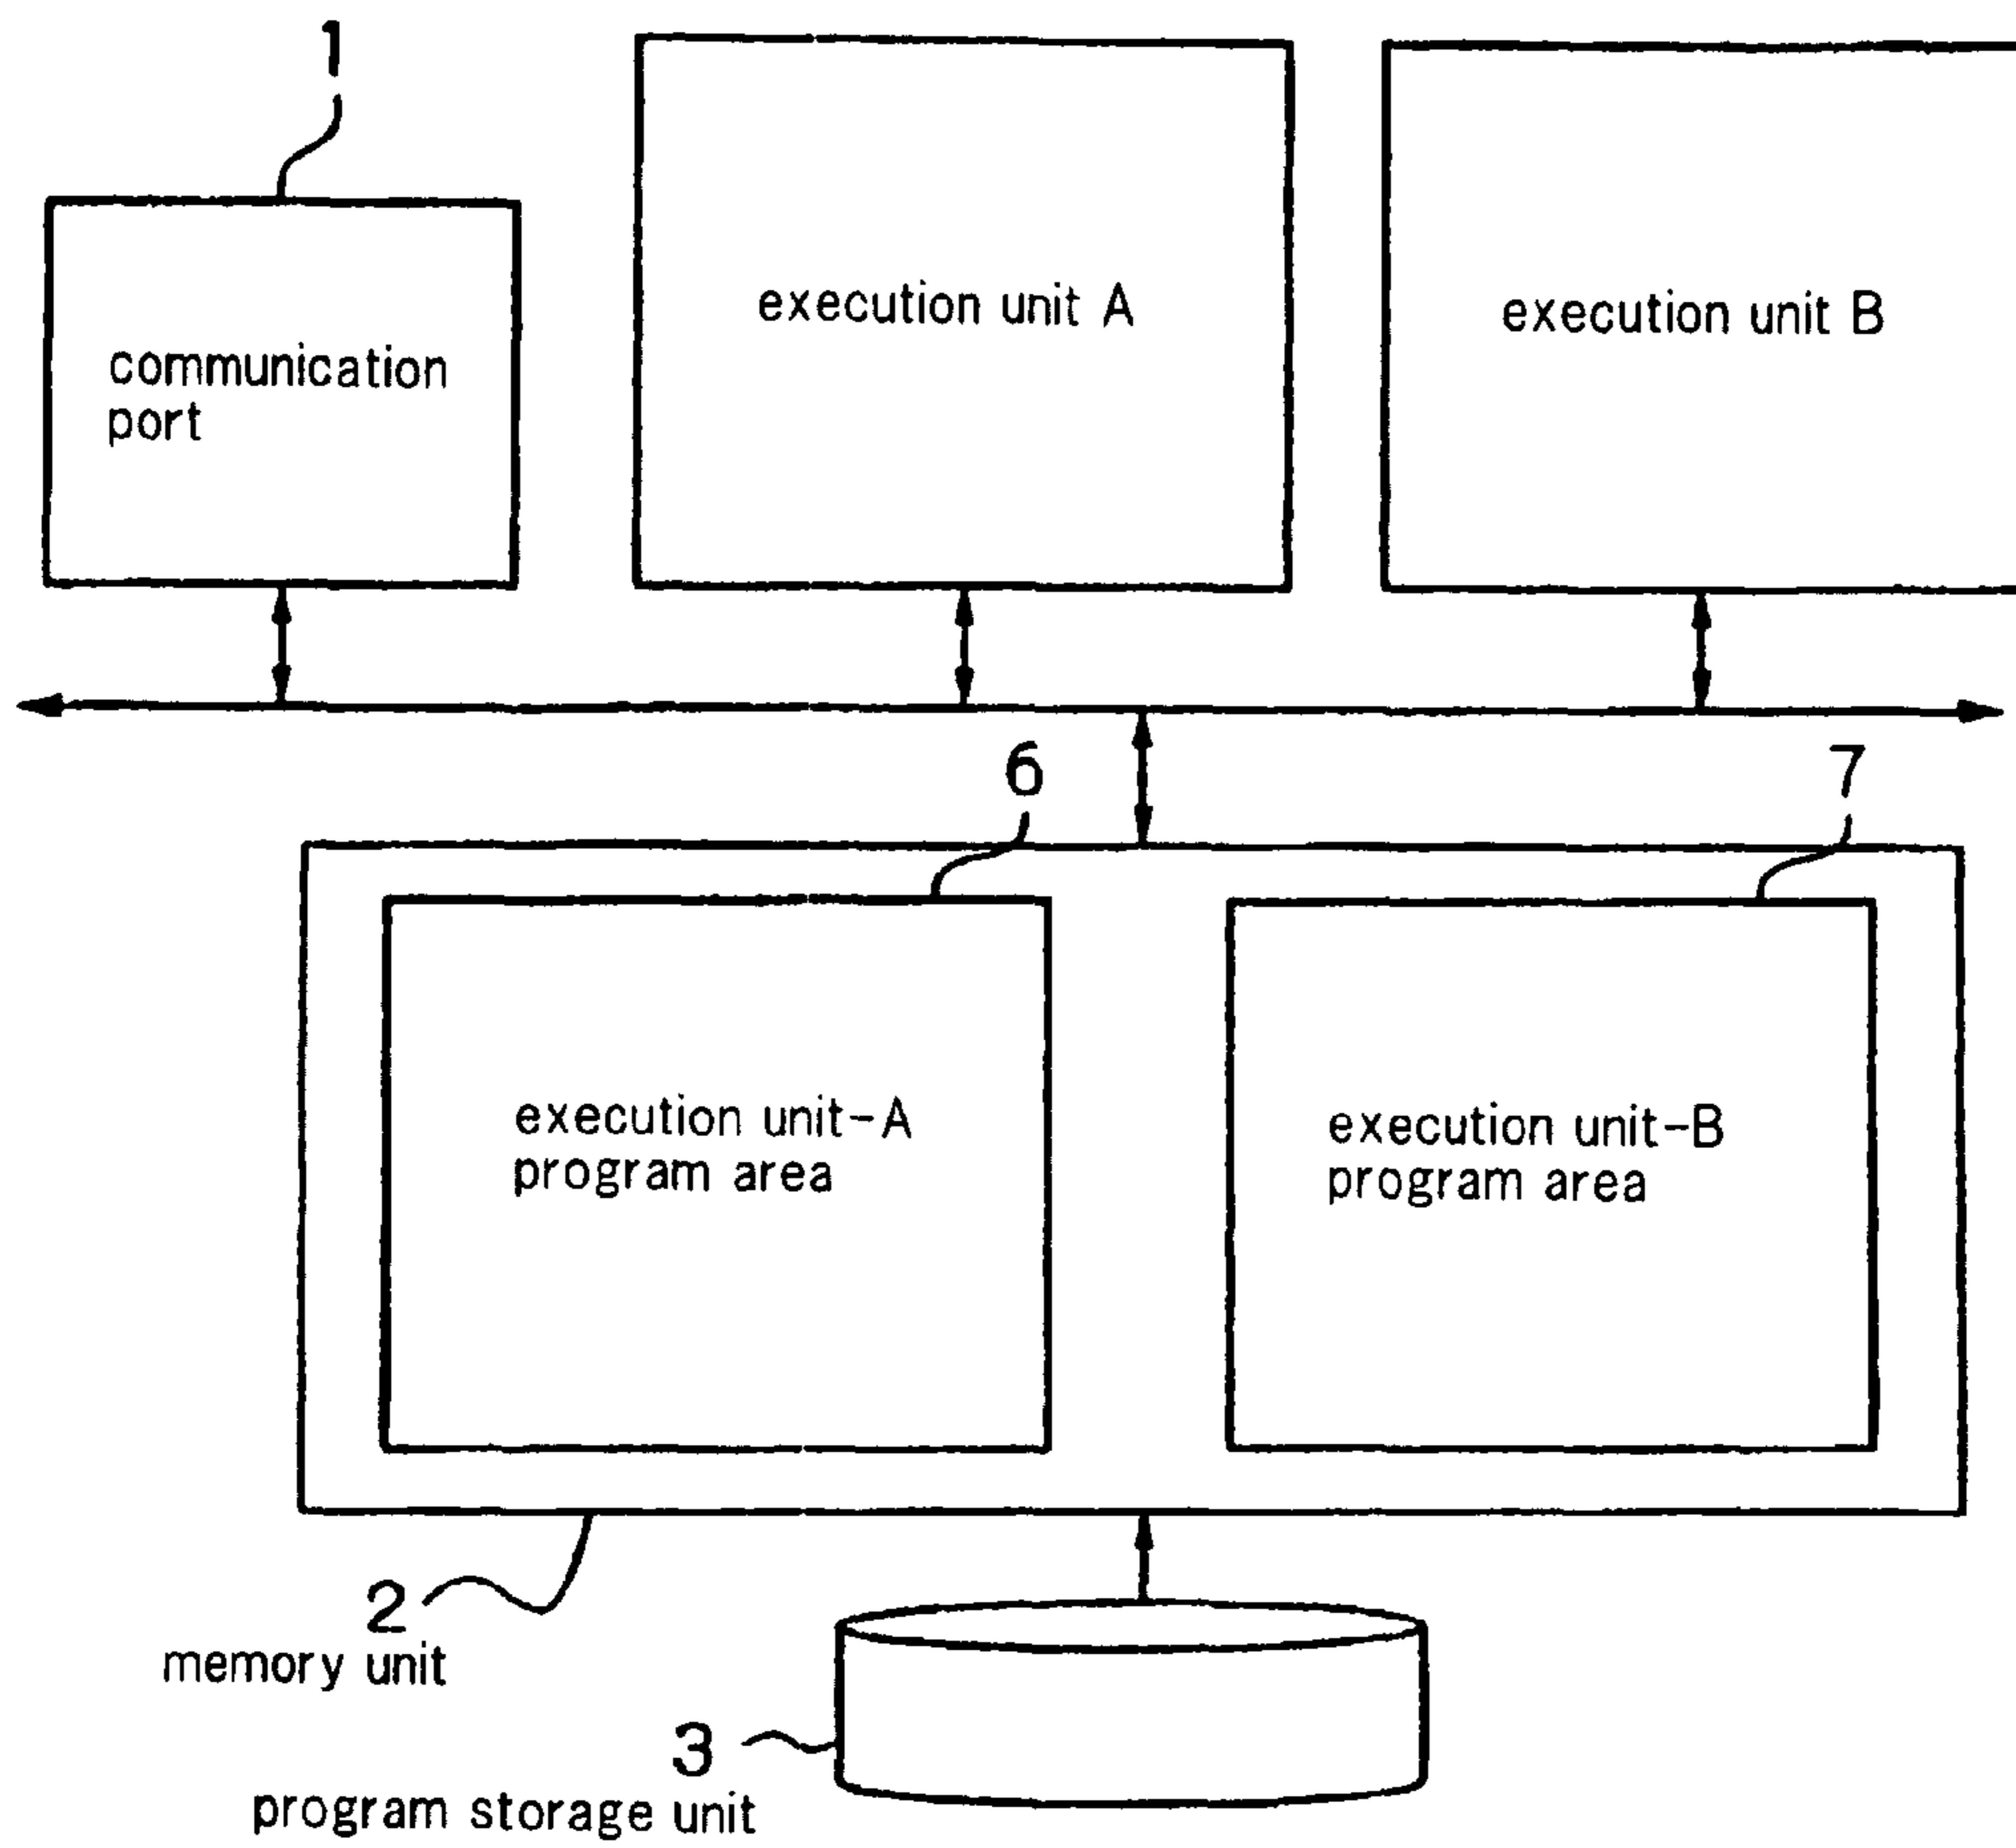 1
communication
port
execution unit A
execution unit B
6
7
execution unit-A
program area
execution unit-B
program area
2
memory unit
3
program storage unit